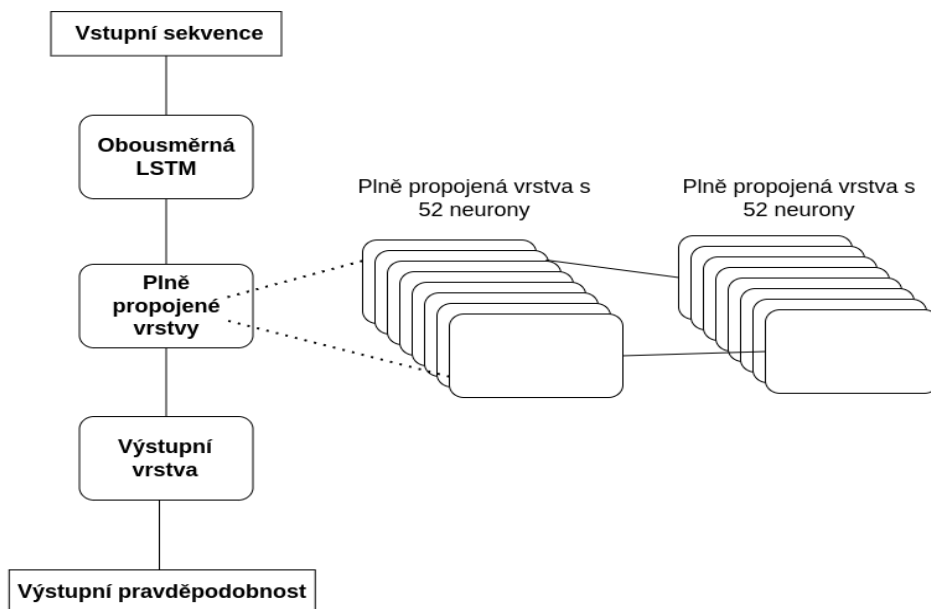 Vstupní sekvence
Obousměrná
LSTM
Plně propojená vrstva s
52 neurony
Plně propojená vrstva s
52 neurony
Plně
propojené
vrstvy
Výstupní
vrstva
Výstupní pravděpodobnost